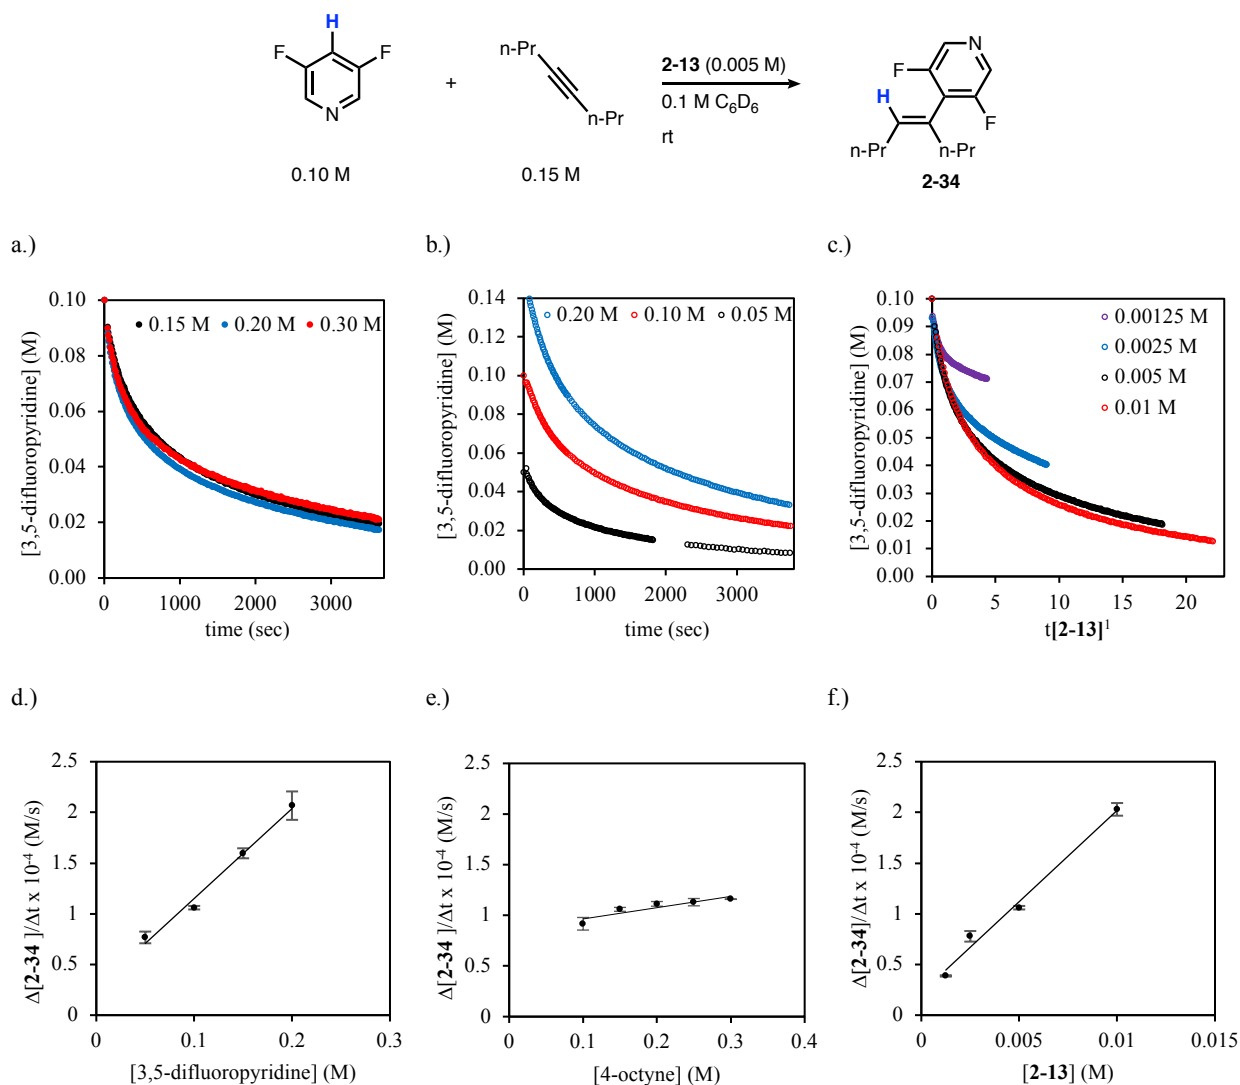 H
F
F
N
+
n-Pr
n-Pr
2-13 (0.005 M)
0.1 M C₆D₆
rt
N
F
H
F
n-Pr
n-Pr
0.10 M
0.15 M
2-34
a.)
b.)
c.)
[3,5-difluoropyridine] (M)
0.10
0.08
0.06
0.04
0.02
0.00
0.15 M
0.20 M
0.30 M
0
1000
2000
3000
time (sec)
[3,5-difluoropyridine] (M)
0.14
0.12
0.10
0.08
0.06
0.04
0.02
0.00
0.20 M
0.10 M
0.05 M
0
1000
2000
3000
time (sec)
[3,5-difluoropyridine] (M)
0.10
0.09
0.08
0.07
0.06
0.05
0.04
0.03
0.02
0.01
0.00
0.00125 M
0.0025 M
0.005 M
0.01 M
0
5
10
15
20
t[2-13]¹
d.)
e.)
f.)
Δ[2-34 ]/Δt x 10⁻⁴ (M/s)
2.5
2
1.5
1
0.5
0
0
0.1
0.2
0.3
[3,5-difluoropyridine] (M)
Δ[2-34 ]/Δt x 10⁻⁴ (M/s)
2.5
2
1.5
1
0.5
0
0
0.1
0.2
0.3
0.4
[4-octyne] (M)
Δ[2-34]/Δt x 10⁻⁴ (M/s)
2.5
2
1.5
1
0.5
0
0
0.005
0.01
0.015
[2-13] (M)